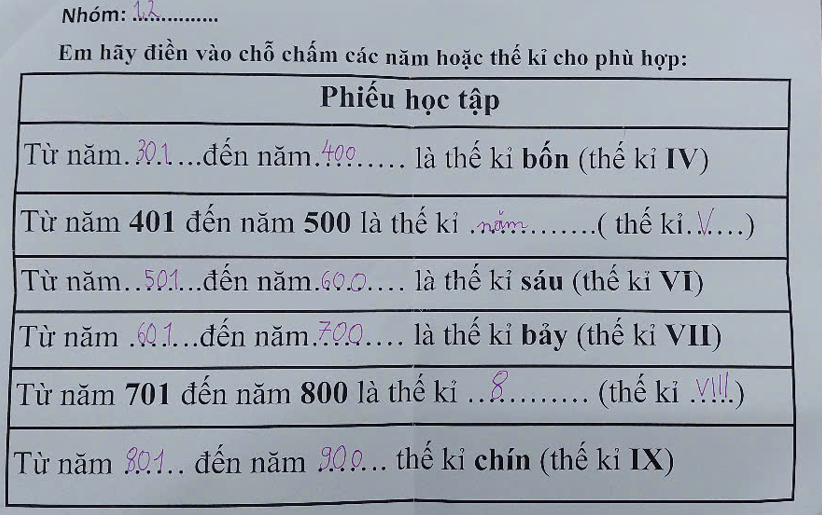 Nhóm: 1,2
Em hãy điền vào chỗ chấm các năm hoặc thế kỉ cho phù hợp:
Phiếu học tập
Từ năm..301.....đến năm..400....... là thế kỉ bốn (thế kỉ IV)
Từ năm 401 đến năm 500 là thế kỉ ..năm..........( thế kỉ..V....)
Từ năm..501...đến năm.600.... là thế kỉ sáu (thế kỉ VI)
Từ năm .601...đến năm.700..... là thế kỉ bảy (thế kỉ VII)
Từ năm 701 đến năm 800 là thế kỉ ..8.......... (thế kỉ .VIII..)
Từ năm 801.. đến năm 900... thế kỉ chín (thế kỉ IX)